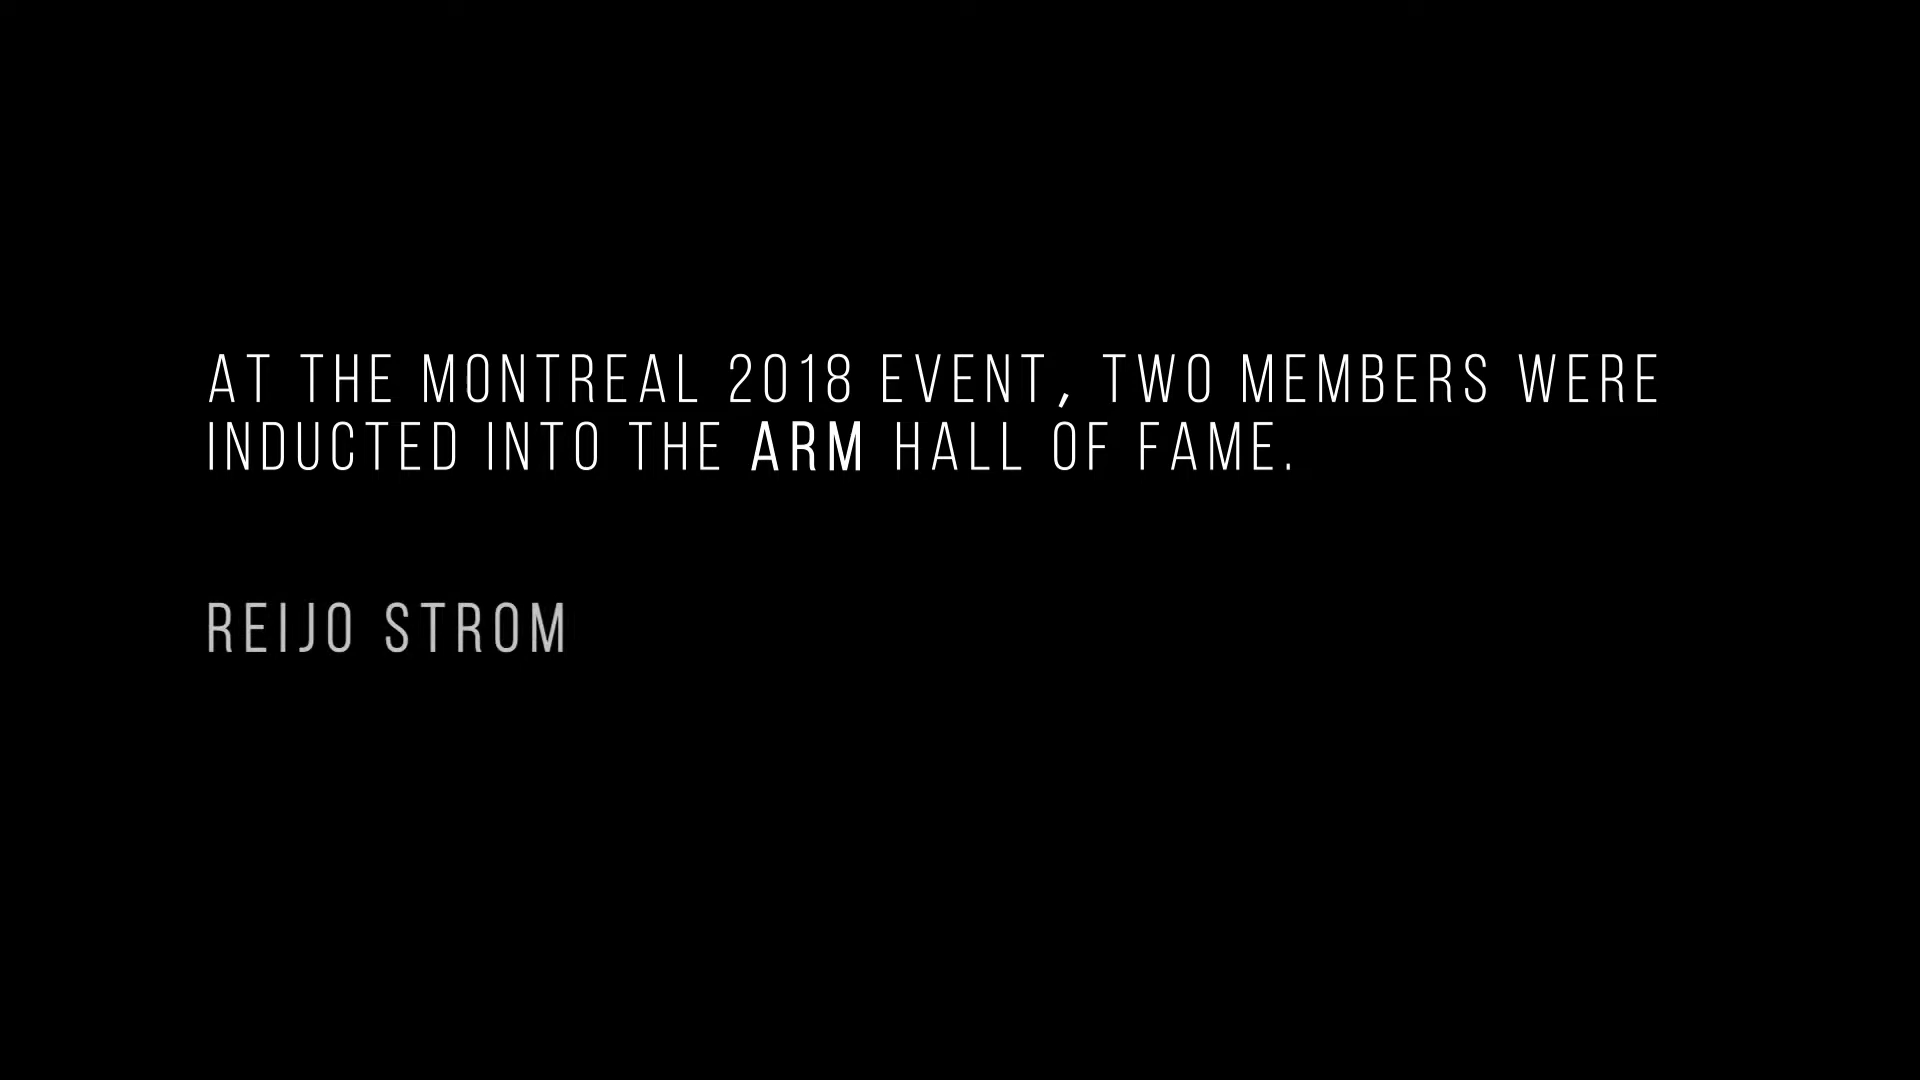 AT THE MONTREAL 2018 EVENT, TWO MEMBERS WERE
INDUCTED INTO THE ARM HALL OF FAME.
REIJO STROM